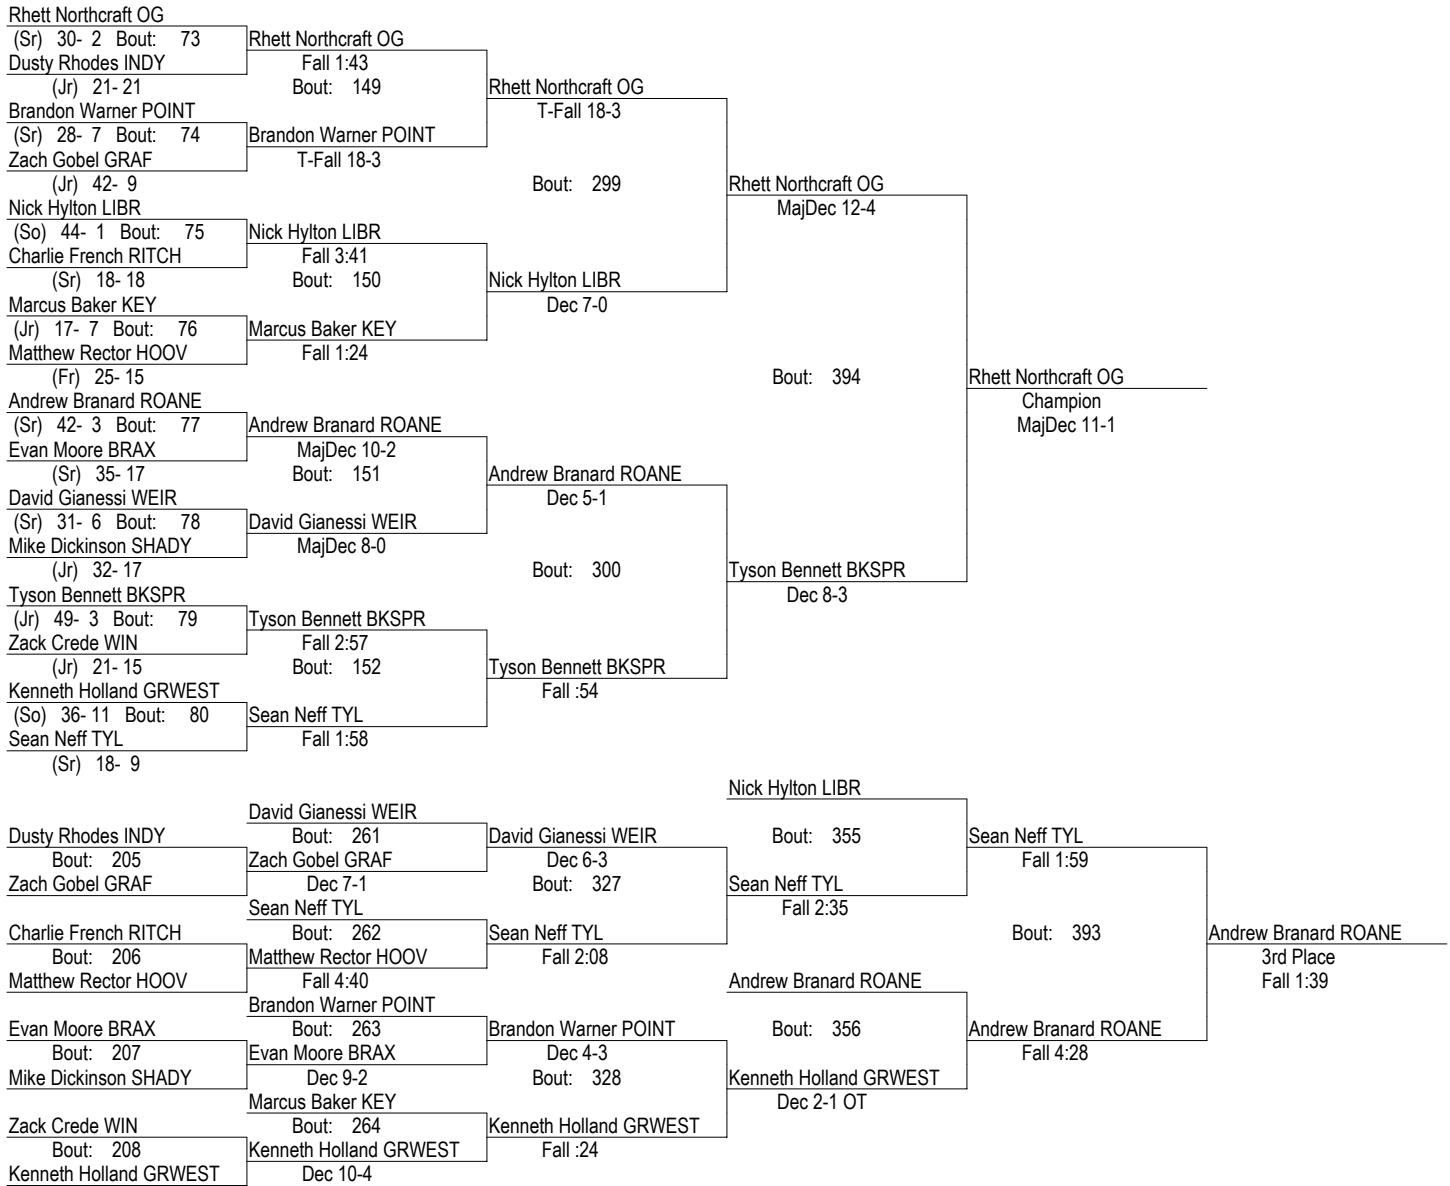 Rhett Northcraft OG
(Sr) 30- 2 Bout: 73 Rhett Northcraft OG
Dusty Rhodes INDY Fall 1:43
(Jr) 21- 21 Bout: 149 Rhett Northcraft OG
Brandon Warner POINT T-Fall 18-3
(Sr) 28- 7 Bout: 74 Brandon Warner POINT
Zach Gobel GRAF T-Fall 18-3
(Jr) 42- 9 Bout: 299 Rhett Northcraft OG
Nick Hylton LIBR MajDec 12-4
(So) 44- 1 Bout: 75 Nick Hylton LIBR
Charlie French RITCH Fall 3:41
(Sr) 18- 18 Bout: 150 Nick Hylton LIBR
Marcus Baker KEY Dec 7-0
(Jr) 17- 7 Bout: 76 Marcus Baker KEY
Matthew Rector HOOV Fall 1:24
(Fr) 25- 15 Bout: 394 Rhett Northcraft OG
Andrew Branard ROANE Champion
(Sr) 42- 3 Bout: 77 Andrew Branard ROANE MajDec 11-1
Evan Moore BRAX MajDec 10-2
(Sr) 35- 17 Bout: 151 Andrew Branard ROANE
David Gianessi WEIR Dec 5-1
(Sr) 31- 6 Bout: 78 David Gianessi WEIR
Mike Dickinson SHADY MajDec 8-0
(Jr) 32- 17 Bout: 300 Tyson Bennett BKSPR
Tyson Bennett BKSPR Dec 8-3
(Jr) 49- 3 Bout: 79 Tyson Bennett BKSPR
Zack Crede WIN Fall 2:57
(Jr) 21- 15 Bout: 152 Tyson Bennett BKSPR
Kenneth Holland GRWEST Fall :54
(So) 36- 11 Bout: 80 Sean Neff TYL
Sean Neff TYL Fall 1:58
(Sr) 18- 9
Nick Hylton LIBR
David Gianessi WEIR
Dusty Rhodes INDY Bout: 261 David Gianessi WEIR Bout: 355 Sean Neff TYL
Bout: 205 Zach Gobel GRAF Dec 6-3 Fall 1:59
Zach Gobel GRAF Dec 7-1 Bout: 327 Sean Neff TYL
Sean Neff TYL Fall 2:35
Charlie French RITCH Bout: 262 Sean Neff TYL Bout: 393 Andrew Branard ROANE
Bout: 206 Matthew Rector HOOV Fall 2:08 3rd Place
Matthew Rector HOOV Fall 4:40 Andrew Branard ROANE Fall 1:39
Brandon Warner POINT
Evan Moore BRAX Bout: 263 Brandon Warner POINT Bout: 356 Andrew Branard ROANE
Bout: 207 Evan Moore BRAX Dec 4-3 Fall 4:28
Mike Dickinson SHADY Dec 9-2 Bout: 328 Kenneth Holland GRWEST
Marcus Baker KEY Dec 2-1 OT
Zack Crede WIN Bout: 264 Kenneth Holland GRWEST
Bout: 208 Kenneth Holland GRWEST Fall :24
Kenneth Holland GRWEST Dec 10-4